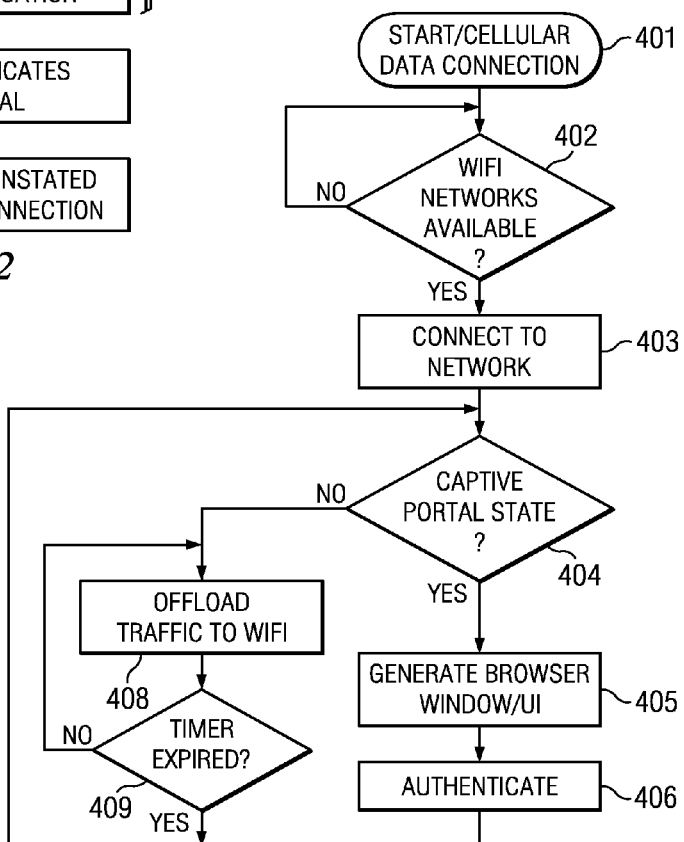 ICATES
AL
NSTATED
NNECTION
2
START/CELLULAR
DATA CONNECTION
401
402
WIFI
NETWORKS
AVAILABLE
?
NO
YES
CONNECT TO
NETWORK
403
CAPTIVE
PORTAL STATE
?
404
NO
YES
OFFLOAD
TRAFFIC TO WIFI
408
TIMER
EXPIRED?
409
NO
YES
GENERATE BROWSER
WINDOW/UI
405
AUTHENTICATE
406